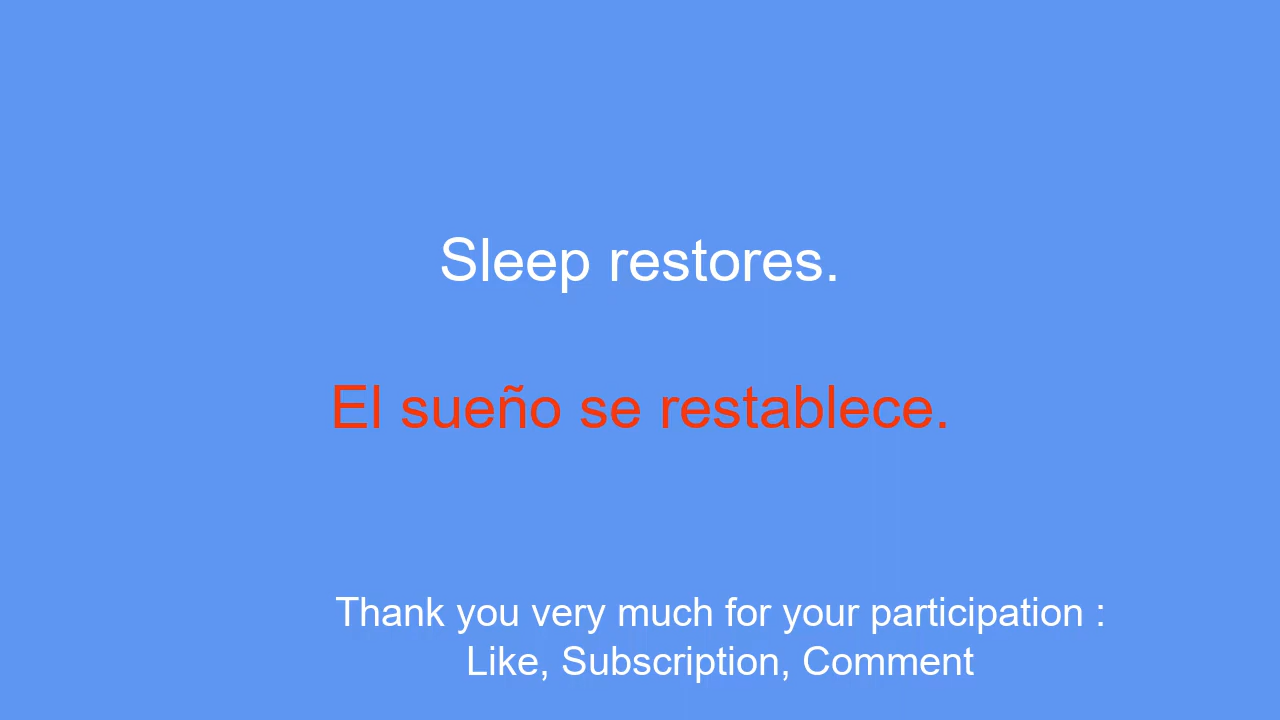 Sleep restores.
El sueño se restablece.
Thank you very much for your participation :
Like, Subscription, Comment